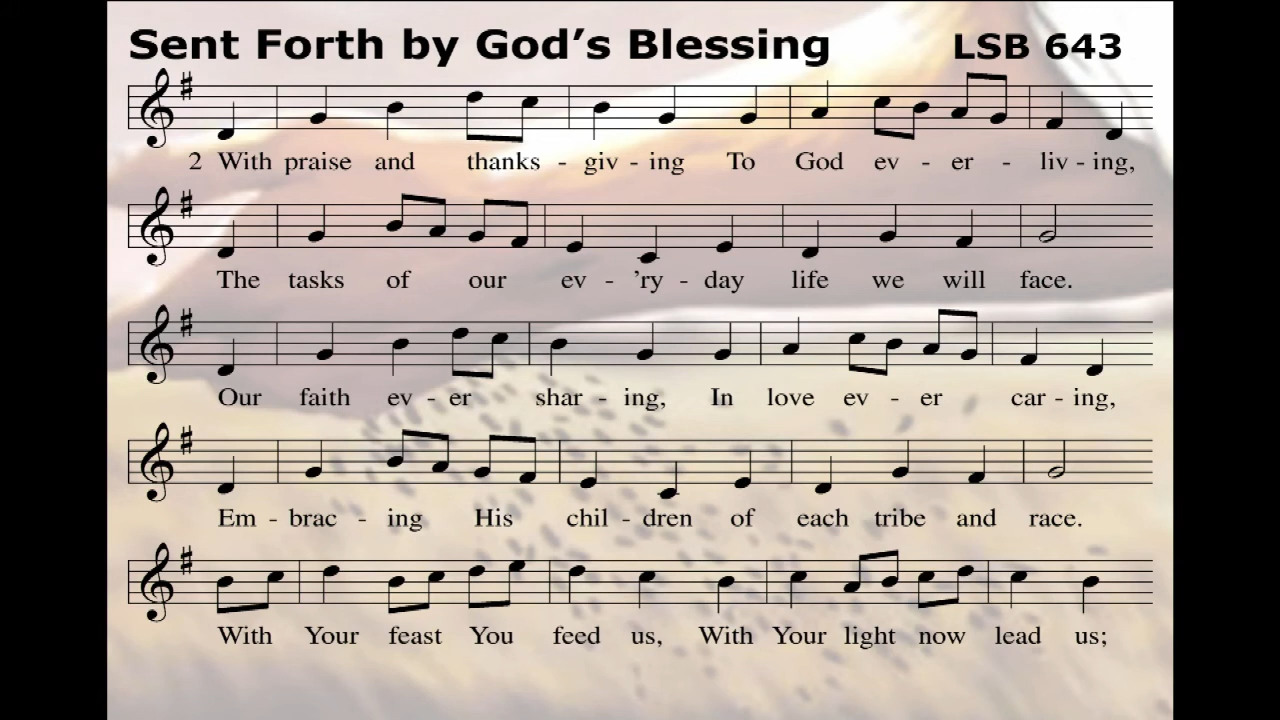 Sent Forth by God's Blessing LSB 643
2 With praise and thanks - giv - ing To God ev - er - liv - ing,
The tasks of our ev - 'ry - day life we will face.
Our faith ev - er shar - ing, In love ev - er car - ing,
Em - brac - ing His chil - dren of each tribe and race.
With Your feast You feed us, With Your light now lead us;